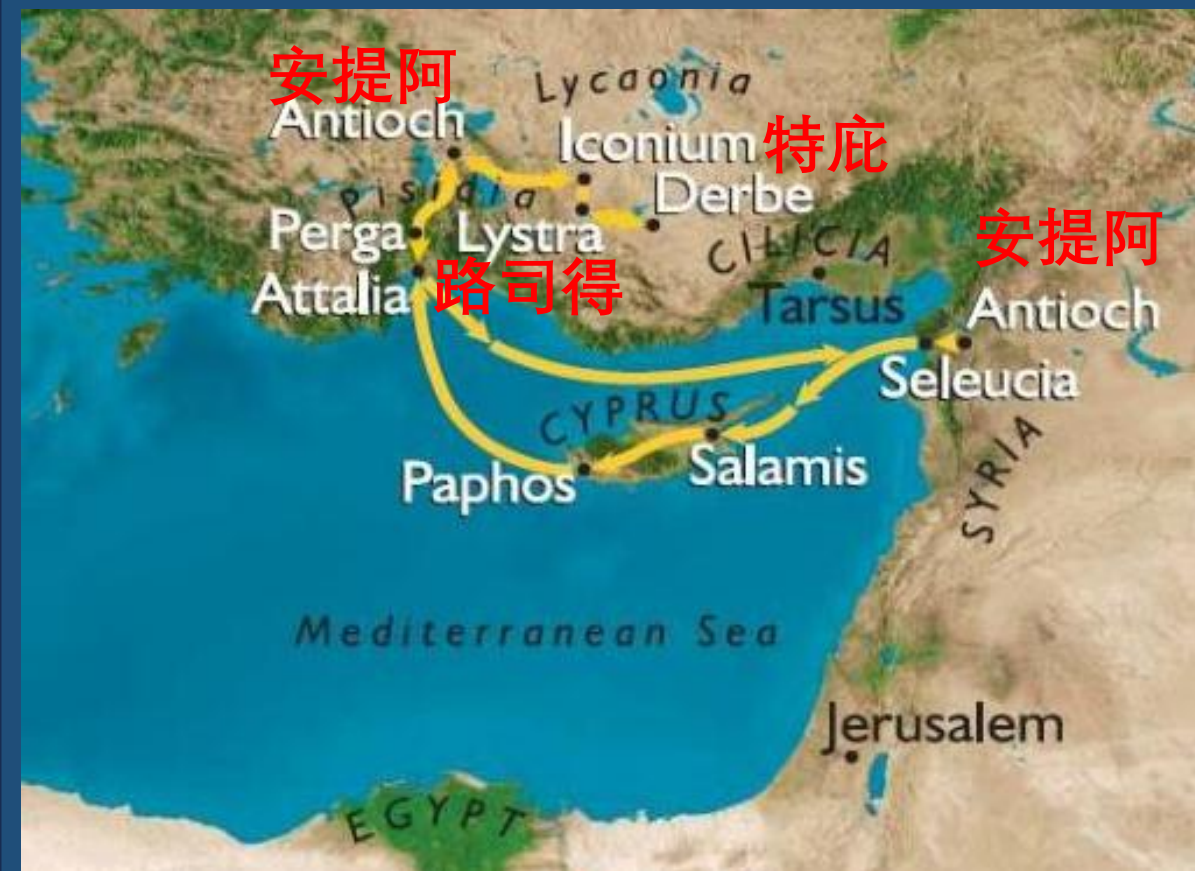 安提阿
Lycaonia
Antioch
Iconium 特庇
Pisidia
Derbe
安提阿
Perga
Lystra
CILICIA
Attalia
路司得
Tarsus
Antioch
Seleucia
CYPRUS
Salamis
Paphos
SYRIA
Mediterranean Sea
Jerusalem
EGYPT